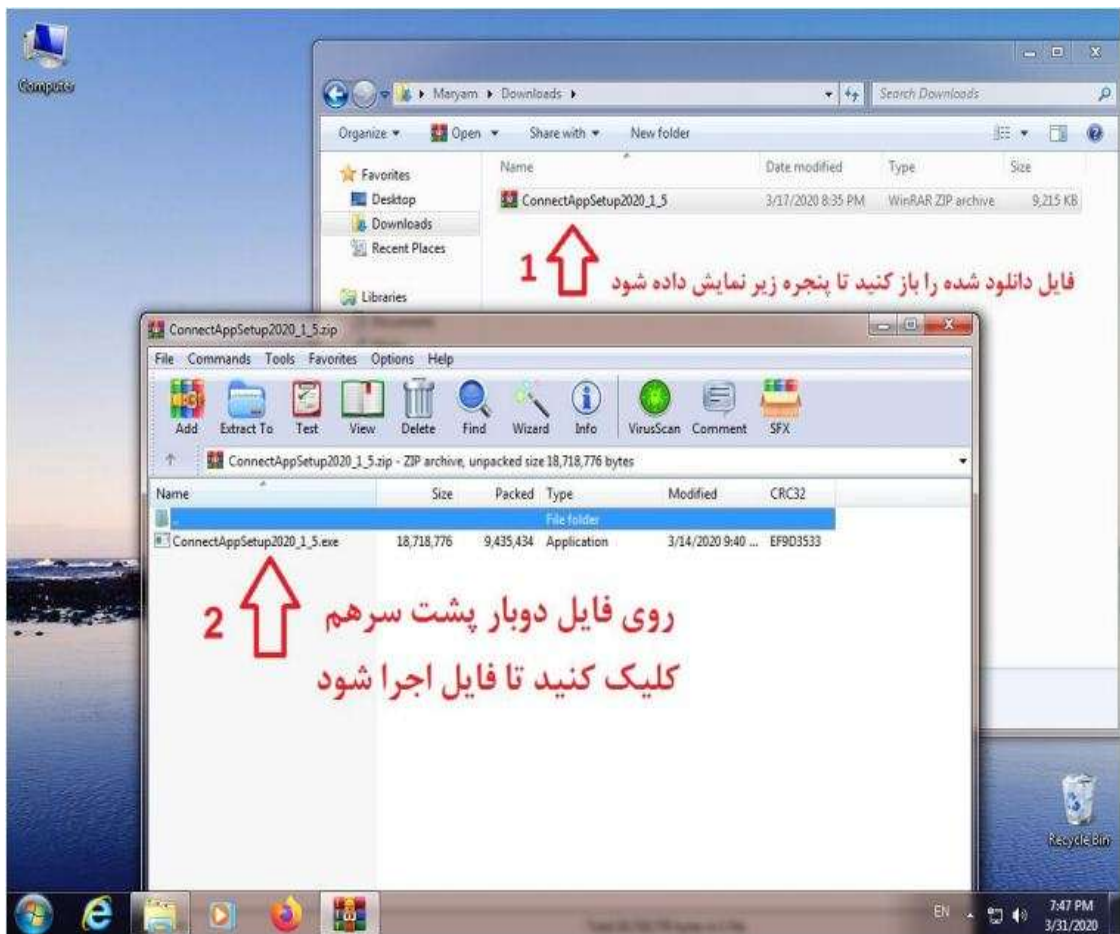 Computer
Maryam ▸ Downloads ▸
Search Downloads
Organize
Open
Share with
New folder
Favorites
Desktop
Downloads
Recent Places
Libraries
Name
Date modified
Type
Size
ConnectAppSetup2020_1_5
3/17/2020 8:35 PM
WinRAR ZIP archive
9,215 KB
1
فایل دانلود شده را باز کنید تا پنجره زیر نمایش داده شود
ConnectAppSetup2020_1_5.zip
File Commands Tools Favorites Options Help
Add
Extract To
Test
View
Delete
Find
Wizard
Info
VirusScan
Comment
SFX
ConnectAppSetup2020_1_5.zip - ZIP archive, unpacked size 18,718,776 bytes
Name Size Packed Type Modified CRC32
.. File folder
ConnectAppSetup2020_1_5.exe 18,718,776 9,435,434 Application 3/14/2020 9:40 ... EF9D3533
2
روی فایل دوبار پشت سرهم
کلیک کنید تا فایل اجرا شود
Recycle Bin
EN
7:47 PM
3/31/2020